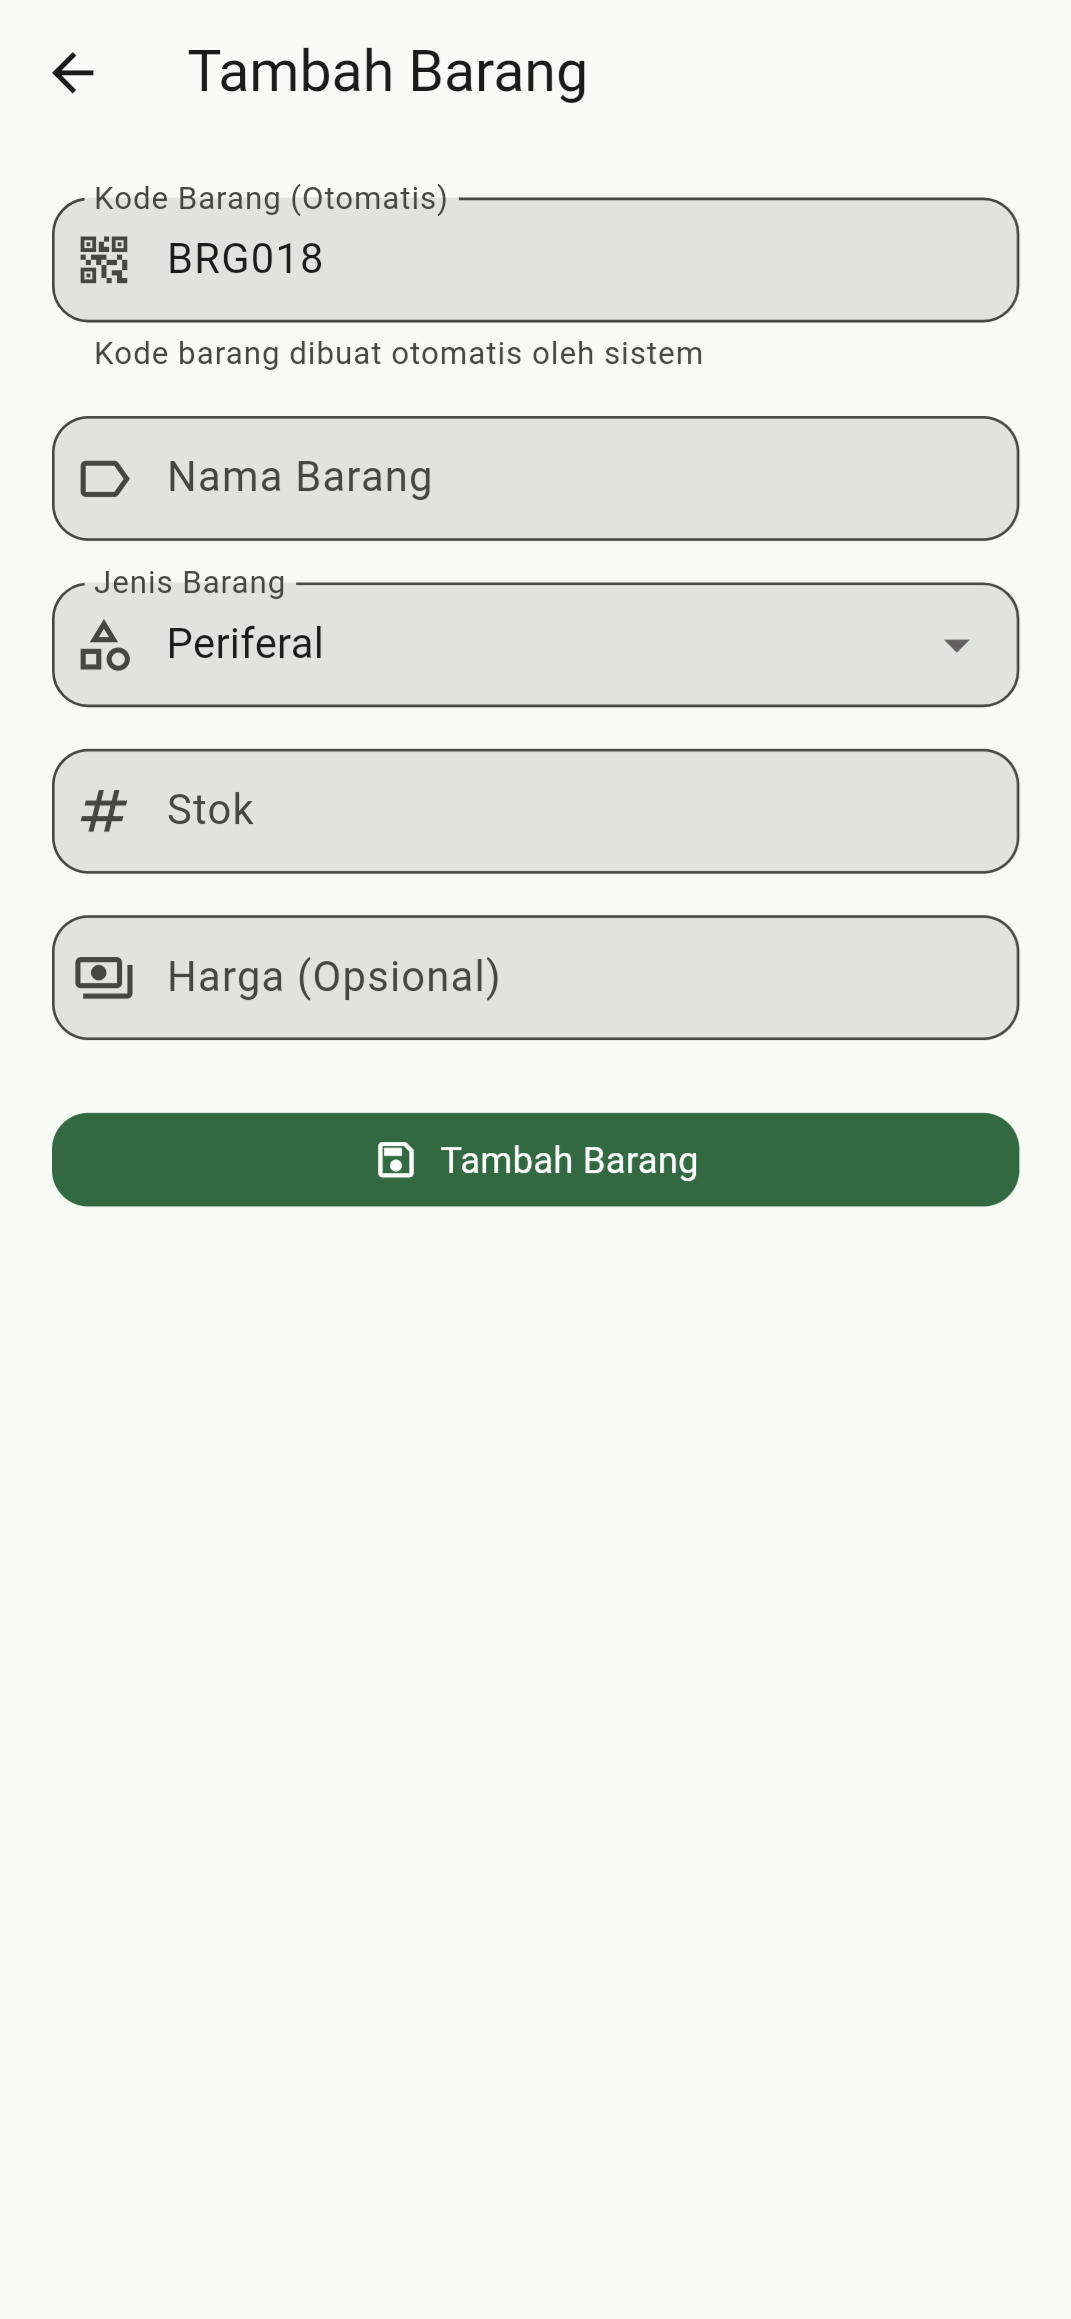 Tambah Barang
Kode Barang (Otomatis)
BRG018
Kode barang dibuat otomatis oleh sistem
Nama Barang
Jenis Barang
Periferal
Stok
Harga (Opsional)
Tambah Barang